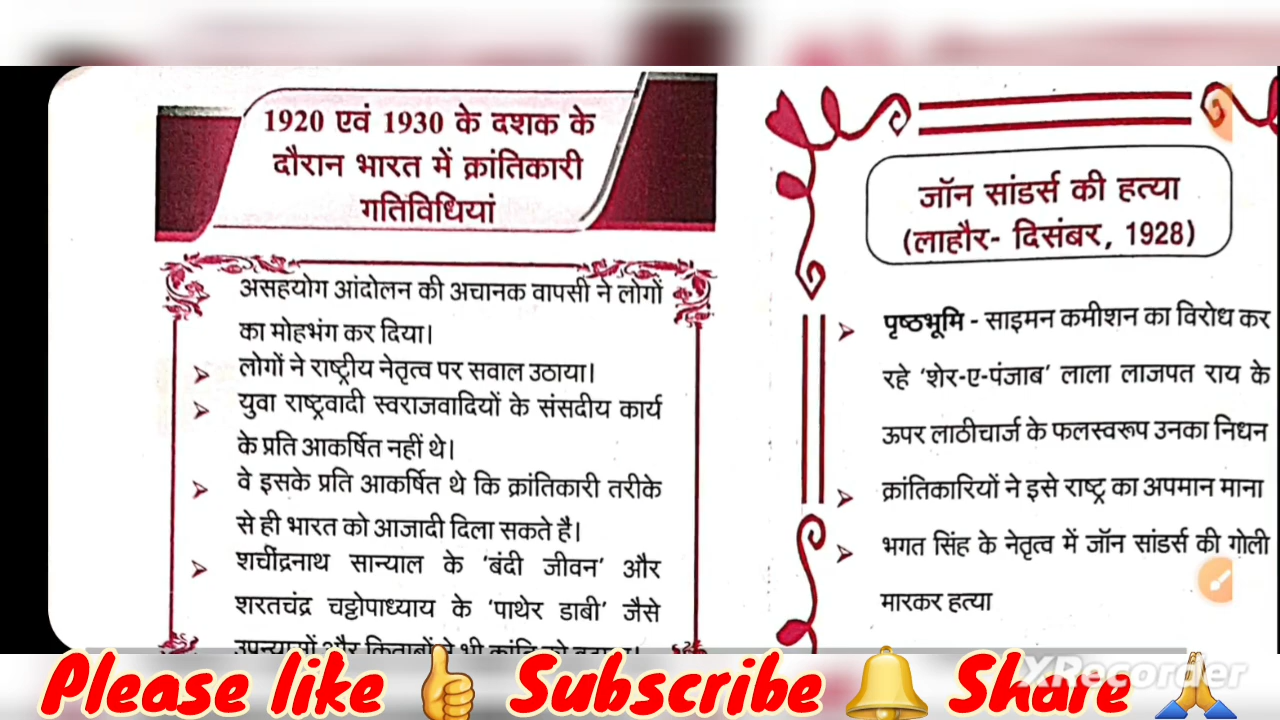 1920 एवं 1930 के दशक के
दौरान भारत में क्रांतिकारी
गतिविधियां
असहयोग आंदोलन की अचानक वापसी ने लोगों
का मोहभंग कर दिया।
लोगों ने राष्ट्रीय नेतृत्व पर सवाल उठाया।
युवा राष्ट्रवादी स्वराजवादियों के संसदीय कार्य
के प्रति आकर्षित नहीं थे।
वे इसके प्रति आकर्षित थे कि क्रांतिकारी तरीके
से ही भारत को आजादी दिला सकते है।
शचींद्रनाथ सान्याल के 'बंदी जीवन' और
शरतचंद्र चट्टोपाध्याय के 'पाथेर डाबी' जैसे
उपन्यासों और किताबों ने भी क्रांति को
जॉन सांडर्स की हत्या
(लाहौर- दिसंबर, 1928)
पृष्ठभूमि - साइमन कमीशन का विरोध कर
रहे 'शेर-ए-पंजाब' लाला लाजपत राय के
ऊपर लाठीचार्ज के फलस्वरूप उनका निधन
क्रांतिकारियों ने इसे राष्ट्र का अपमान माना
भगत सिंह के नेतृत्व में जॉन सांडर्स की गोली
मारकर हत्या
Please like Subscribe Share
XRecorder